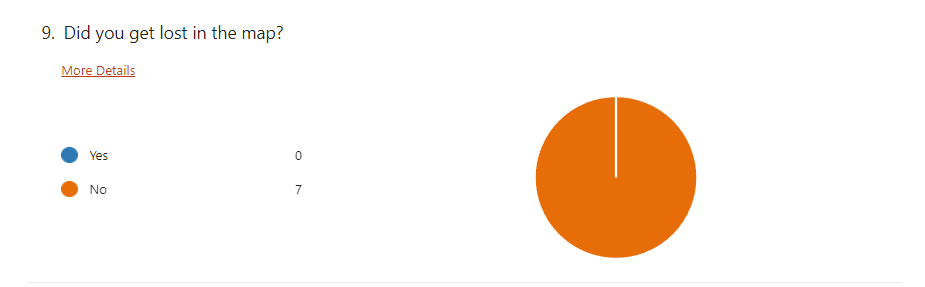 9. Did you get lost in the map?
More Details
Yes 0
No 7